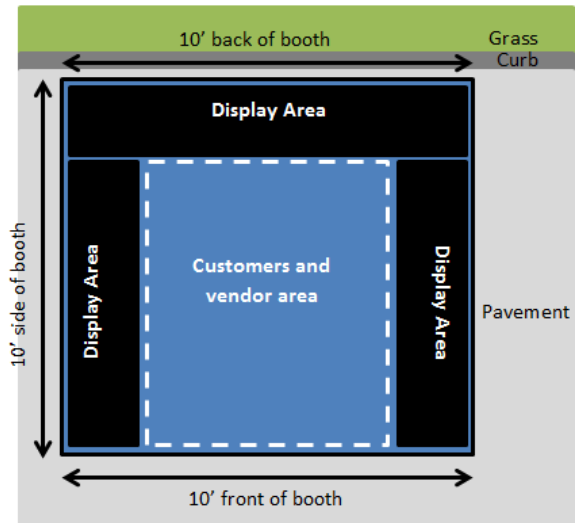 10’ back of booth
Grass
Curb
Display Area
10’ side of booth
Display Area
Customers and
vendor area
Display Area
Pavement
10’ front of booth